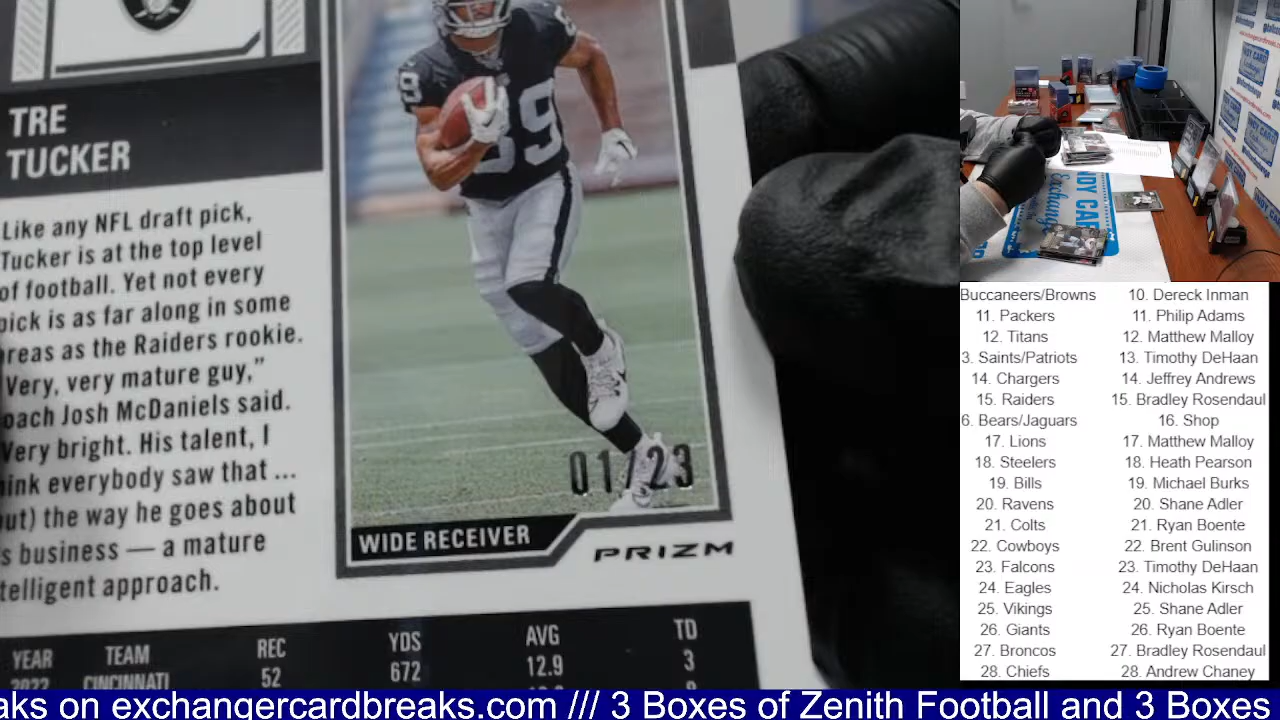 TRE
TUCKER
Like any NFL draft pick,
Tucker is at the top level
of football. Yet not every
pick is as far along in some
areas as the Raiders rookie.
Very, very mature guy,”
oach Josh McDaniels said.
Very bright. His talent, I
hink everybody saw that ...
out) the way he goes about
s business — a mature
telligent approach.
89
01/23
WIDE RECEIVER
PRIZM
YEAR TEAM REC YDS AVG TD
2022 CINCINNATI 52 672 12.9 3
Buccaneers/Browns 10. Dereck Inman
11. Packers 11. Philip Adams
12. Titans 12. Matthew Malloy
3. Saints/Patriots 13. Timothy DeHaan
14. Chargers 14. Jeffrey Andrews
15. Raiders 15. Bradley Rosendaul
6. Bears/Jaguars 16. Shop
17. Lions 17. Matthew Malloy
18. Steelers 18. Heath Pearson
19. Bills 19. Michael Burks
20. Ravens 20. Shane Adler
21. Colts 21. Ryan Boente
22. Cowboys 22. Brent Gulinson
23. Falcons 23. Timothy DeHaan
24. Eagles 24. Nicholas Kirsch
25. Vikings 25. Shane Adler
26. Giants 26. Ryan Boente
27. Broncos 27. Bradley Rosendaul
28. Chiefs 28. Andrew Chaney
aks on exchangercardbreaks.com /// 3 Boxes of Zenith Football and 3 Boxes